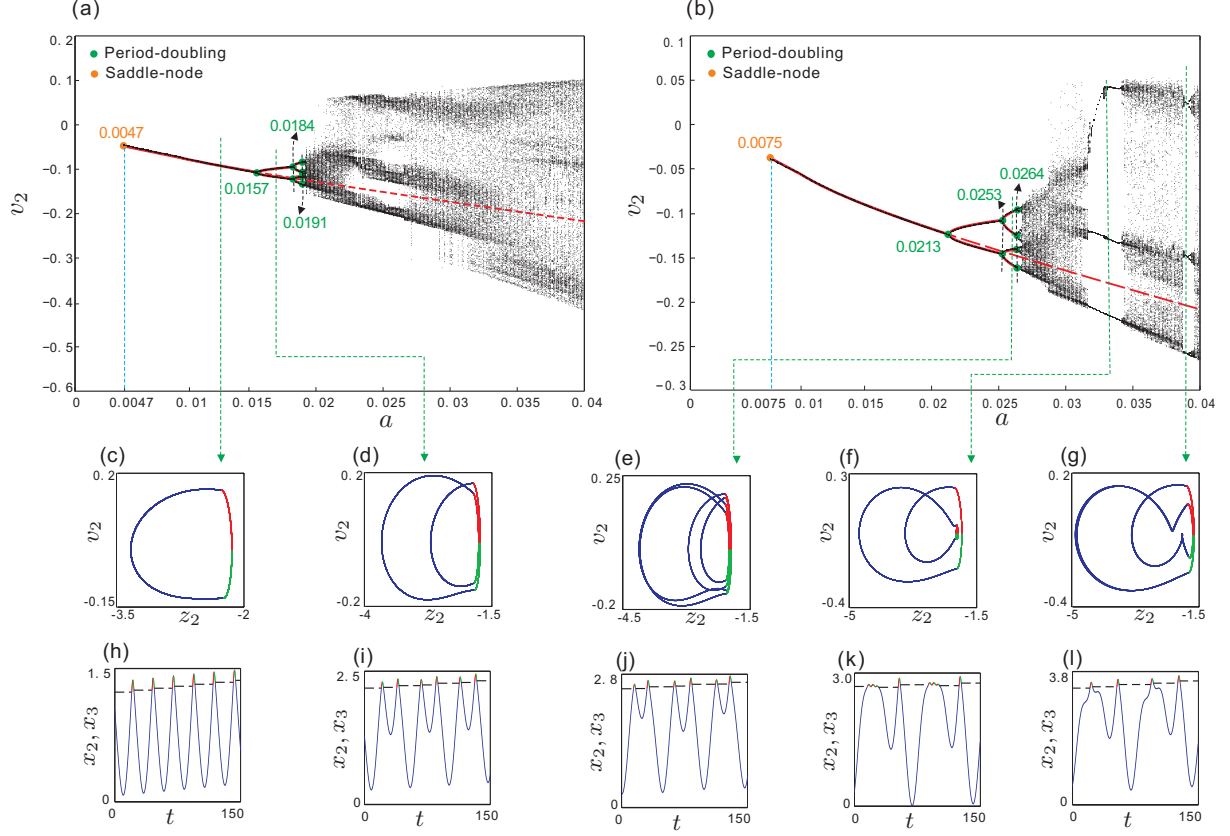 (a)
0. 2
0. 1
0
−0. 1
−0. 2
−0. 3
−0. 4
−0. 5
−0. 6
v2
Period-doubling
Saddle-node
0.0047
0.0157
0.0184
0.0191
0
0.0047
0. 01
0.015
0. 02
0.025
0. 03
0.035
0. 04
a
(b)
0. 1
0.05
0
−0.05
−0. 1
−0.15
−0. 2
−0.25
−0. 3
v2
Period-doubling
Saddle-node
0.0075
0.0213
0.0253
0.0264
0
0.0075
0.01
0.015
0. 02
0.025
0. 03
0.035
0. 04
a
(c)
0.2
v2
−0.15
−3.5
z2
−2
(d)
0.2
v2
−0.2
−4
z2
−1.5
(e)
0.25
v2
−0.2
−4.5
z2
−1.5
(f)
0.3
v2
−0.4
−5
z2
−1.5
(g)
0.2
v2
−0.4
−5
z2
−1.5
(h)
1. 5
x2, x3
0
0
t
150
(i)
2. 5
x2, x3
0
0
t
150
(j)
2.8
x2, x3
0
0
t
150
(k)
3.0
x2, x3
0
0
t
150
(l)
3.8
x2, x3
0
0
t
150